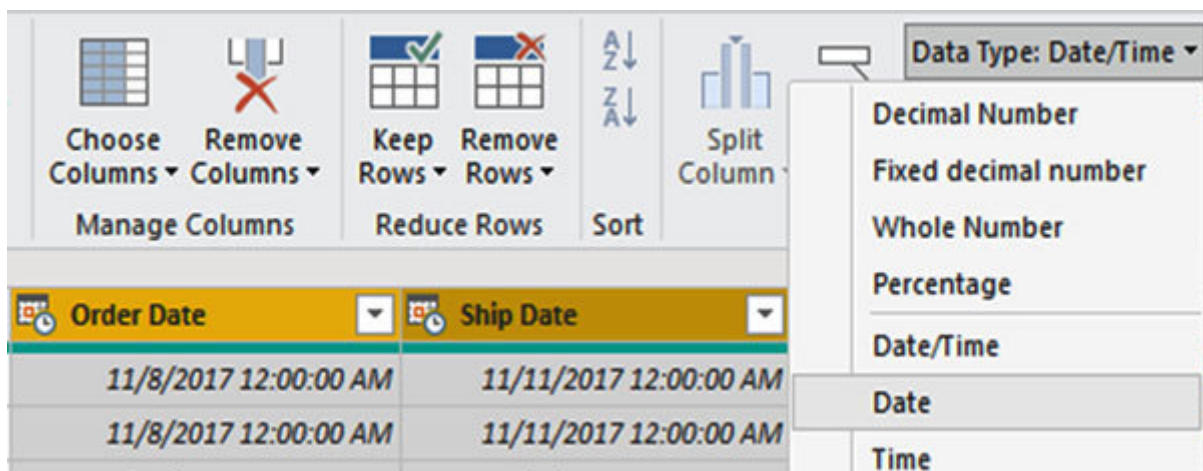 Data Type: Date/Time
Choose Columns
Remove Columns
Keep Rows
Remove Rows
A
Z
Z
A
Split Column
Manage Columns
Reduce Rows
Sort
Decimal Number
Fixed decimal number
Whole Number
Percentage
Date/Time
Date
Time
Order Date
Ship Date
11/8/2017 12:00:00 AM
11/11/2017 12:00:00 AM
11/8/2017 12:00:00 AM
11/11/2017 12:00:00 AM